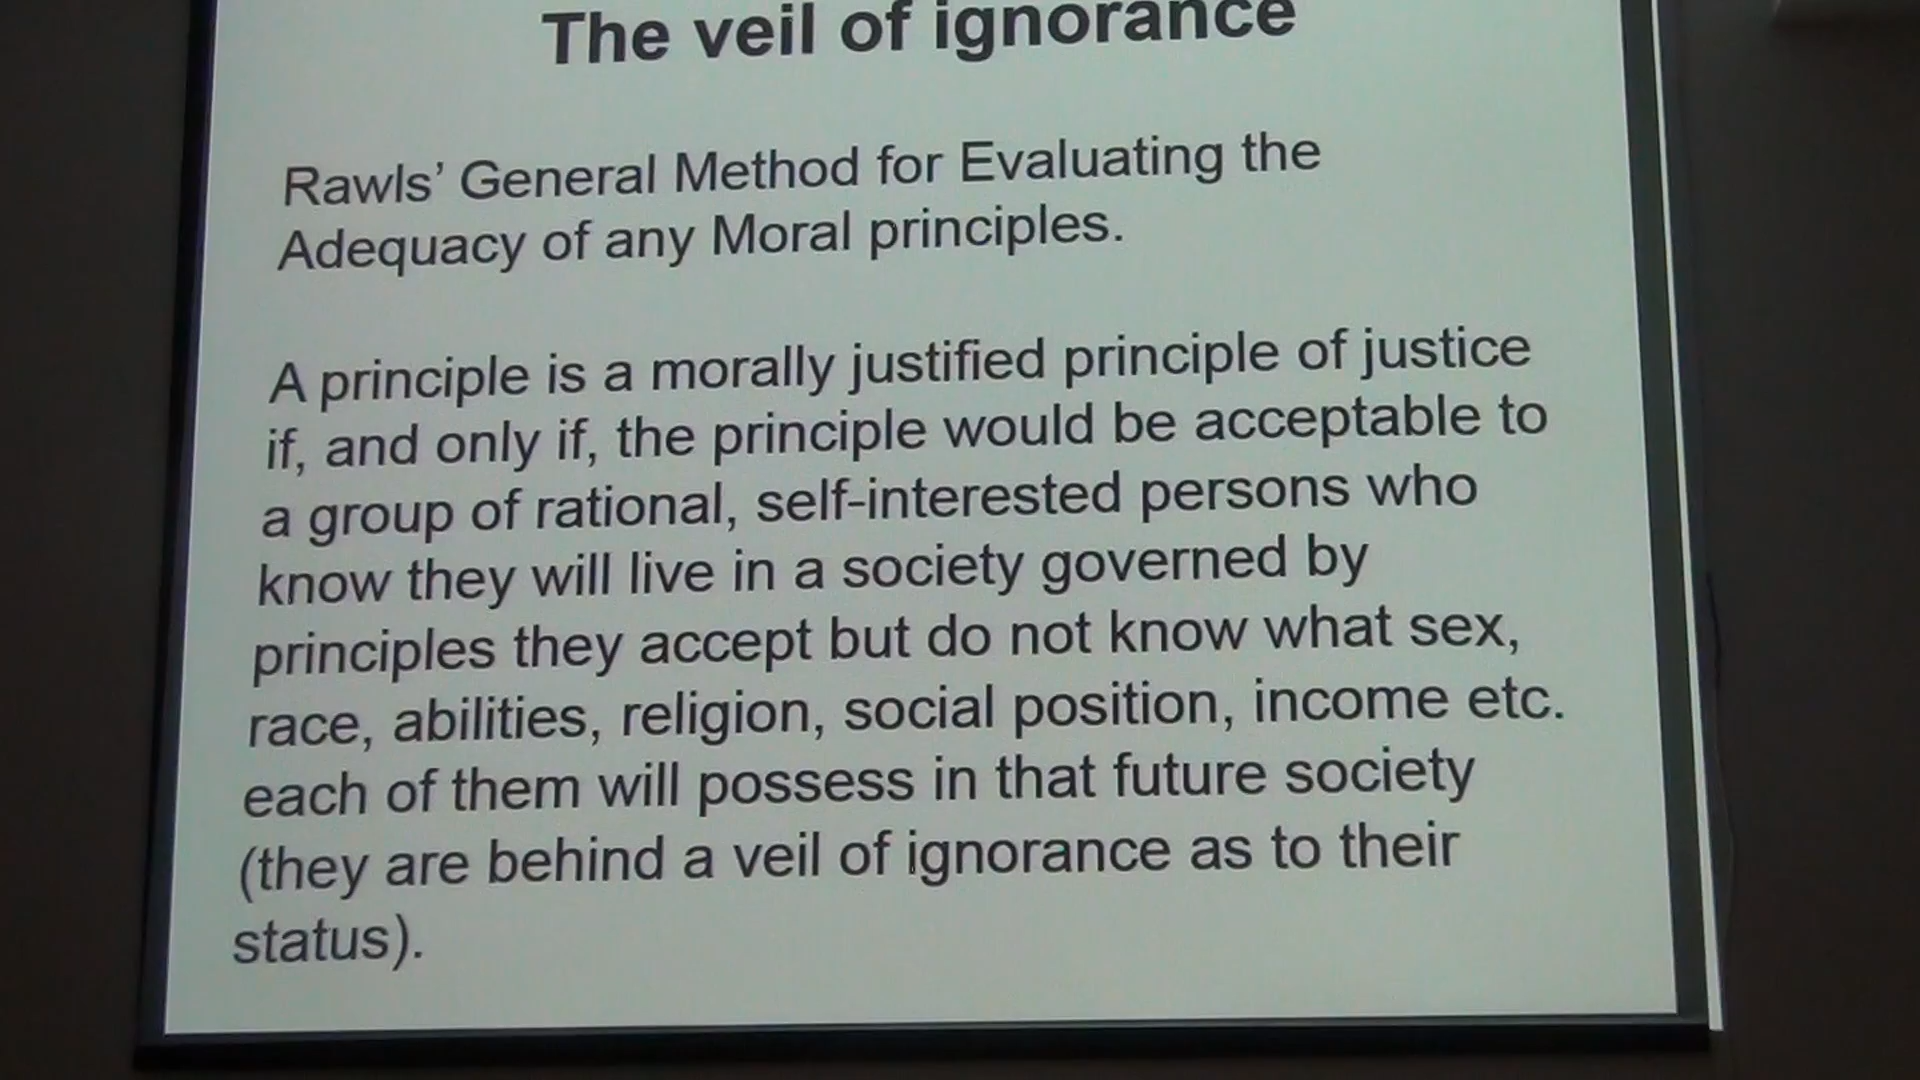 The veil of ignorance
Rawls’ General Method for Evaluating the
Adequacy of any Moral principles.
A principle is a morally justified principle of justice
if, and only if, the principle would be acceptable to
a group of rational, self-interested persons who
know they will live in a society governed by
principles they accept but do not know what sex,
race, abilities, religion, social position, income etc.
each of them will possess in that future society
(they are behind a veil of ignorance as to their
status).